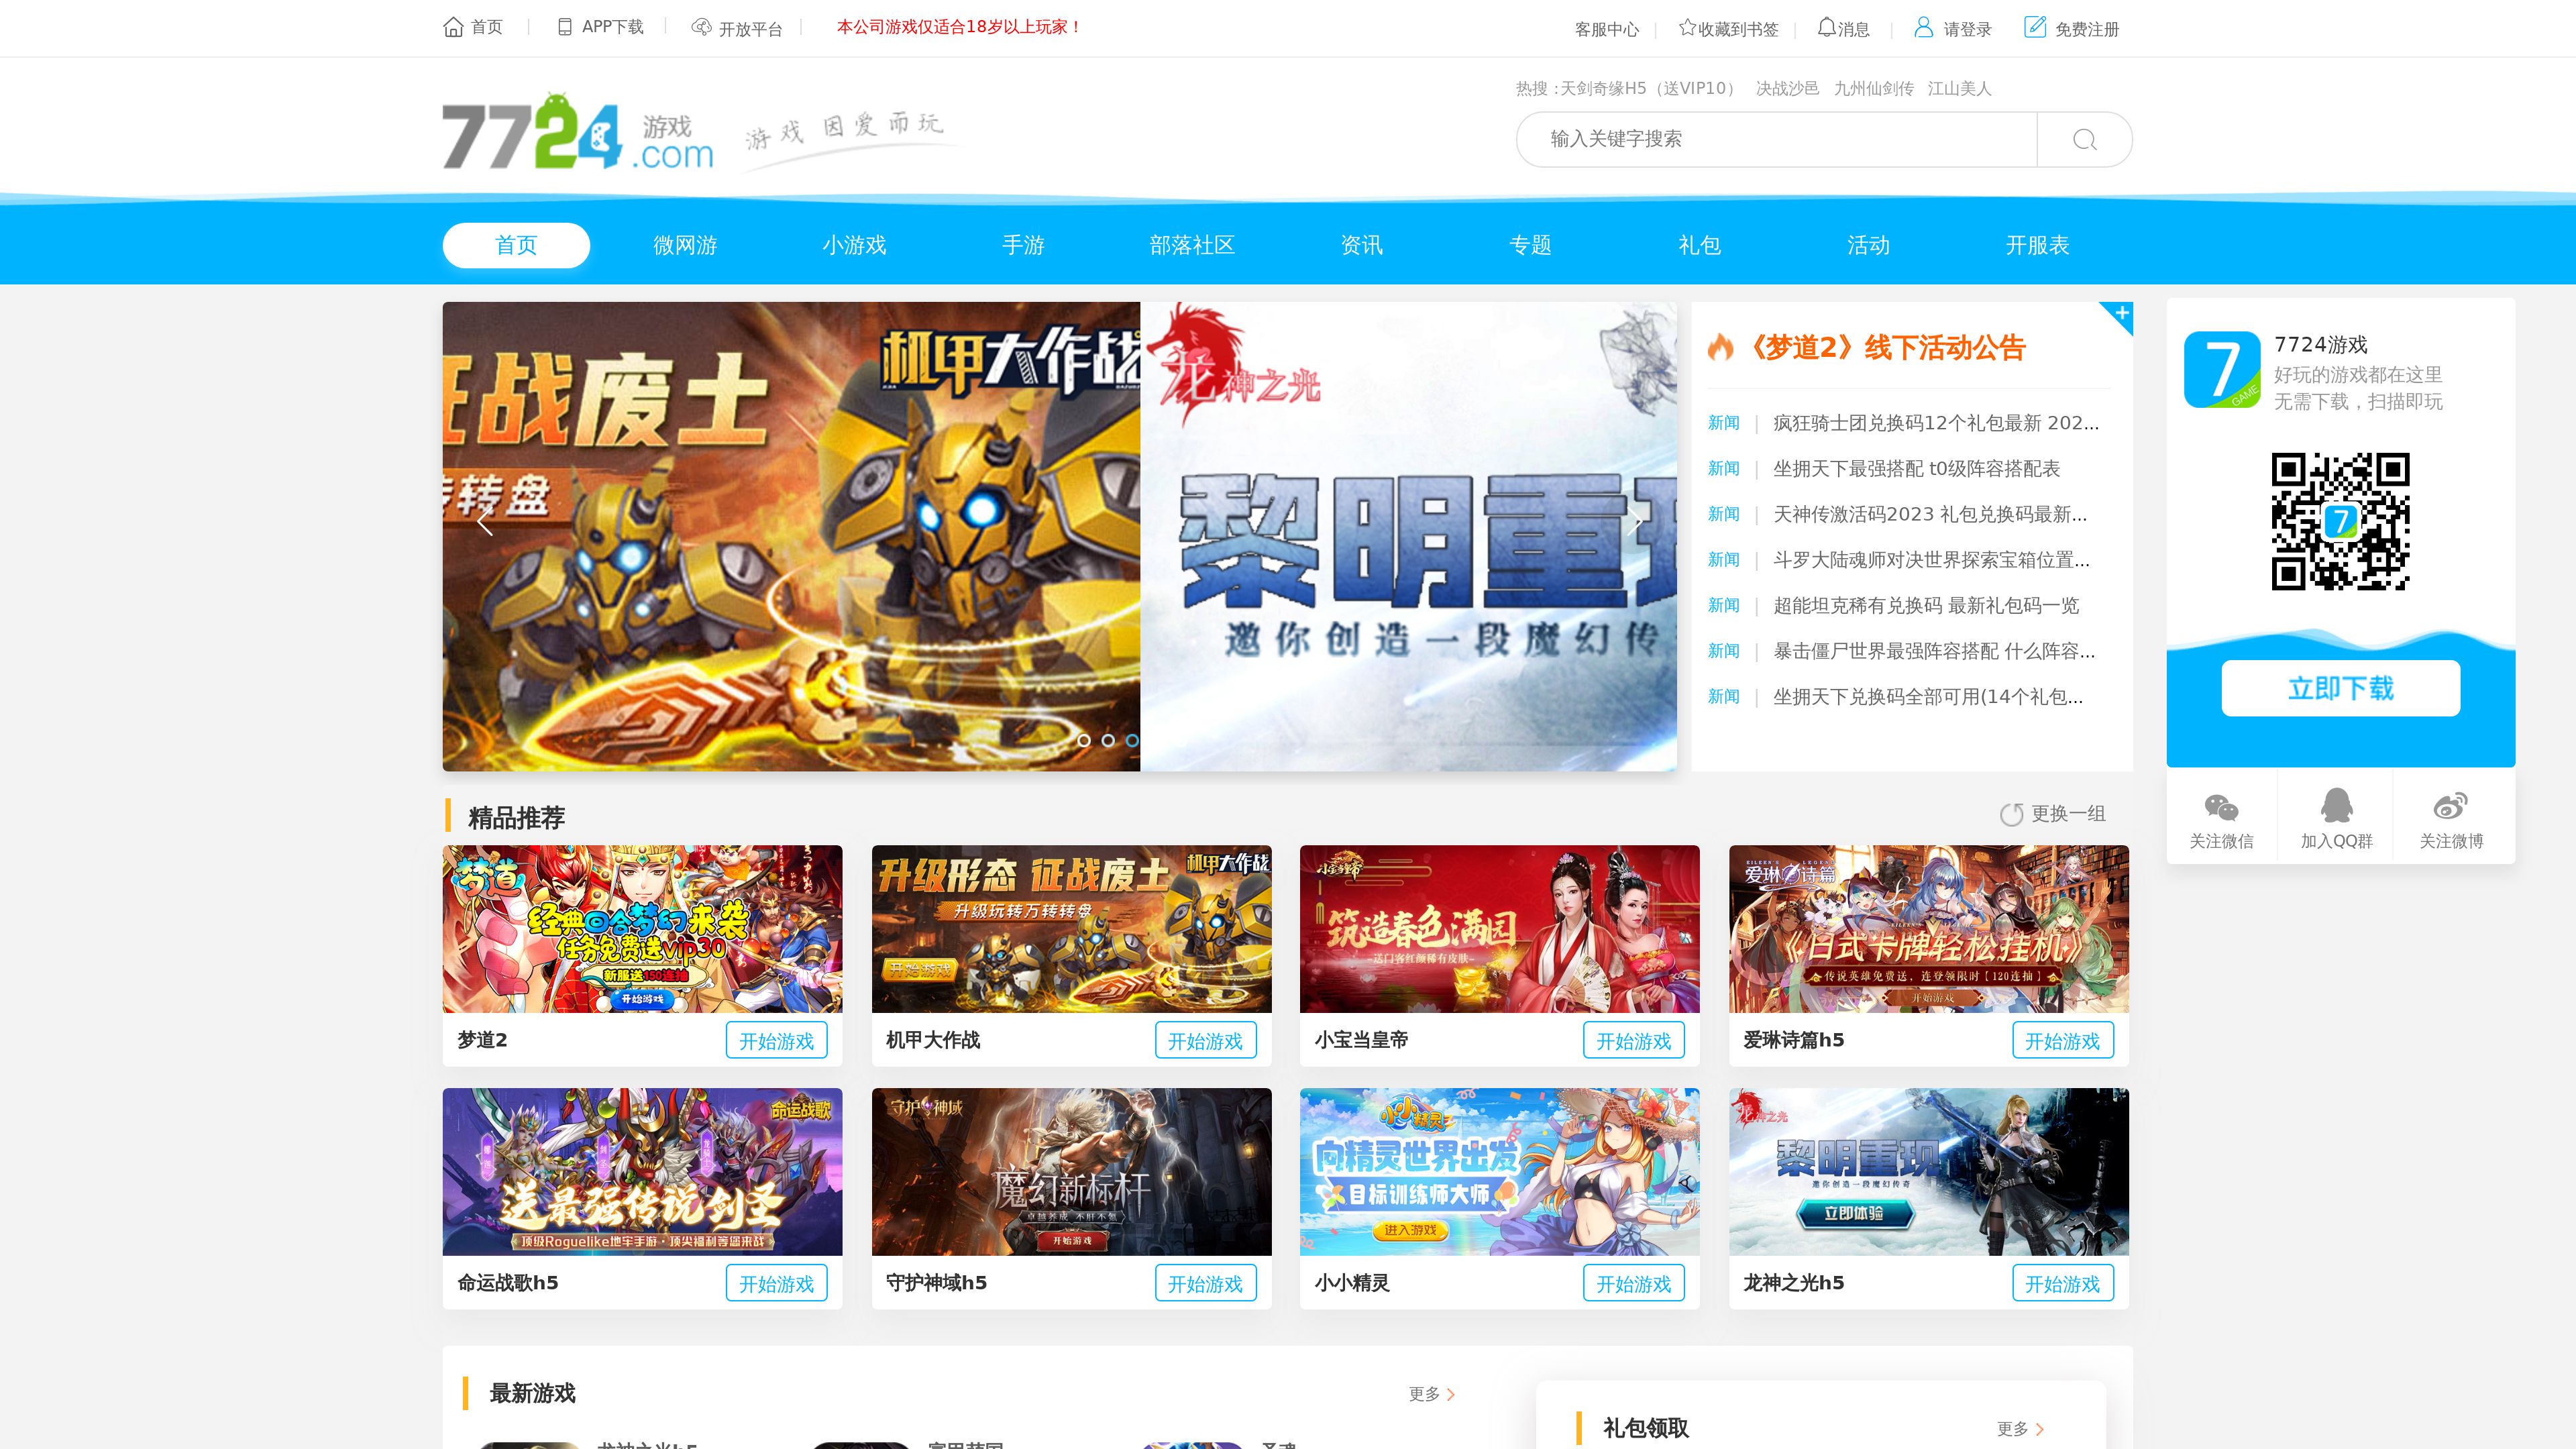 首页
APP下载
开放平台
本公司游戏仅适合18岁以上玩家！
客服中心
收藏到书签
消息
请登录
免费注册
热搜 :天剑奇缘H5（送VIP10） 决战沙邑 九州仙剑传 江山美人
7724游戏.com
游戏 因爱而玩
输入关键字搜索
首页 微网游 小游戏 手游 部落社区 资讯 专题 礼包 活动 开服表
征战废土
转盘
机甲大作战
龙神之光
黎明重现
邀你创造一段魔幻传
《梦道2》线下活动公告
新闻 | 疯狂骑士团兑换码12个礼包最新 202...
新闻 | 坐拥天下最强搭配 t0级阵容搭配表
新闻 | 天神传激活码2023 礼包兑换码最新...
新闻 | 斗罗大陆魂师对决世界探索宝箱位置...
新闻 | 超能坦克稀有兑换码 最新礼包码一览
新闻 | 暴击僵尸世界最强阵容搭配 什么阵容...
新闻 | 坐拥天下兑换码全部可用(14个礼包...
7
GAME
7724游戏
好玩的游戏都在这里
无需下载，扫描即玩
7
立即下载
关注微信
加入QQ群
关注微博
精品推荐
更换一组
梦道
经典回合梦幻来袭
任务免费送vip30
新服送150连抽
开始游戏
梦道2
开始游戏
升级形态 征战废土
机甲大作战
升级玩转万转转盘
开始游戏
机甲大作战
开始游戏
小宝当皇帝
筑造春色满园
送门客红颜稀有皮肤
小宝当皇帝
开始游戏
爱琳诗篇
《日式卡牌轻松挂机》
传说英雄免费送，连登领限时【120连抽】
开始游戏
爱琳诗篇h5
开始游戏
命运战歌
送最强传说剑圣
顶级Roguelike地牢手游·顶尖福利等您来战
命运战歌h5
开始游戏
守护神域
魔幻新标杆
卓越养成 不肝不氪
开始游戏
守护神域h5
开始游戏
小小精灵
向精灵世界出发
目标训练师大师
进入游戏
小小精灵
开始游戏
龙神之光
黎明重现
邀你创造一段魔幻传奇
立即体验
龙神之光h5
开始游戏
最新游戏
更多
礼包领取
更多
龙神之光h5